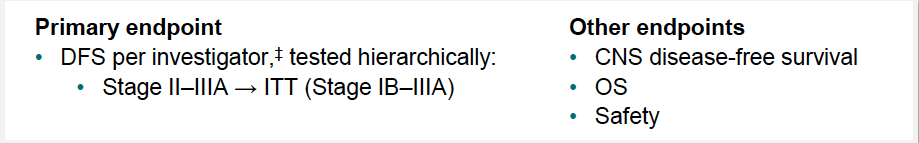 Primary endpoint
• DFS per investigator,‡ tested hierarchically:
• Stage II–IIIA → ITT (Stage IB–IIIA)
Other endpoints
• CNS disease-free survival
• OS
• Safety